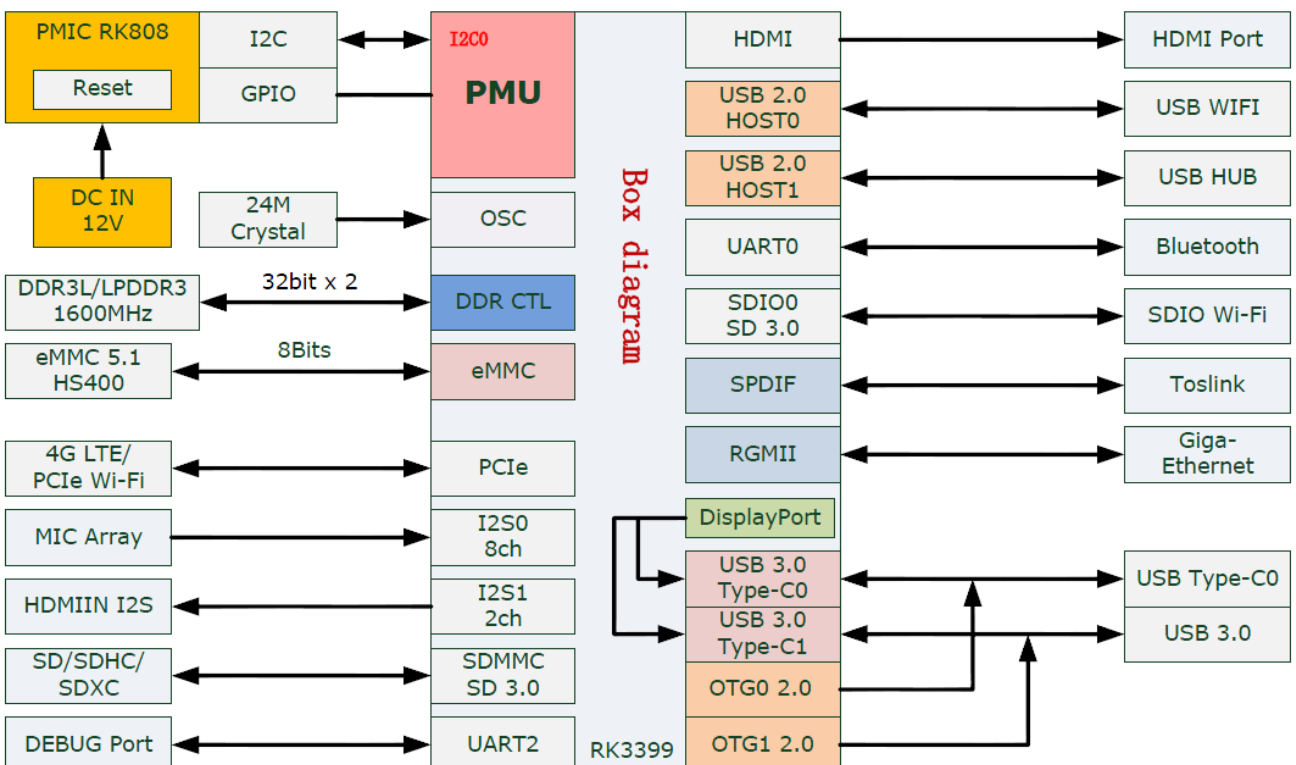 PMIC RK808
Reset
I2C
GPIO
I2C0
PMU
DC IN
12V
24M
Crystal
OSC
DDR3L/LPDDR3
1600MHz
32bit x 2
DDR CTL
eMMC 5.1
HS400
8Bits
eMMC
4G LTE/
PCIe Wi-Fi
PCIe
MIC Array
I2S0
8ch
HDMIIN I2S
I2S1
2ch
SD/SDHC/
SDXC
SDMMC
SD 3.0
DEBUG Port
UART2
RK3399
Box diagram
HDMI
HDMI Port
USB 2.0
HOST0
USB WIFI
USB 2.0
HOST1
USB HUB
UART0
Bluetooth
SDIO0
SD 3.0
SDIO Wi-Fi
SPDIF
Toslink
RGMII
Giga-
Ethernet
DisplayPort
USB 3.0
Type-C0
USB Type-C0
USB 3.0
Type-C1
USB 3.0
OTG0 2.0
OTG1 2.0